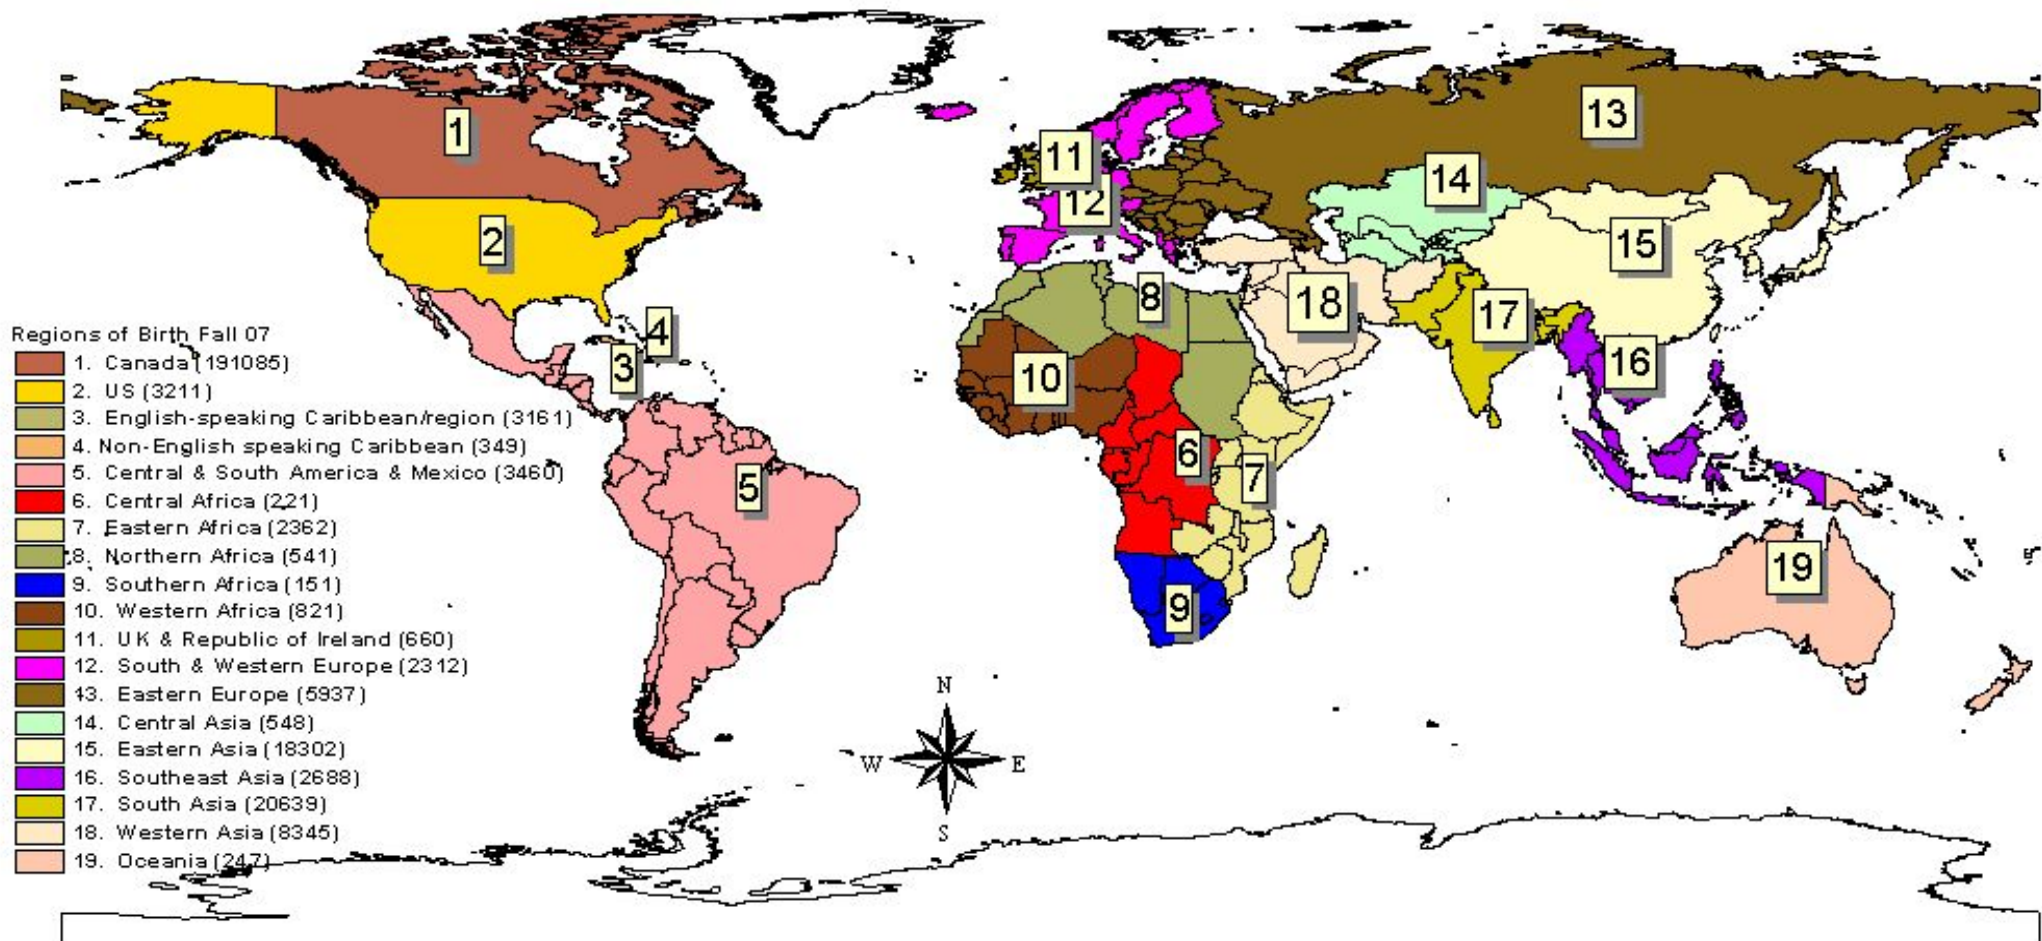 1
13
11
14
12
2
15
8
18
17
4
3
16
10
6
7
5
19
9
Regions of Birth Fall 07
1. Canada (191085)
2. US (3211)
3. English-speaking Caribbean/region (3161)
4. Non-English speaking Caribbean (349)
5. Central & South America & Mexico (3460)
6. Central Africa (221)
7. Eastern Africa (2362)
8. Northern Africa (541)
9. Southern Africa (151)
10. Western Africa (821)
11. UK & Republic of Ireland (660)
12. South & Western Europe (2312)
13. Eastern Europe (5937)
14. Central Asia (548)
15. Eastern Asia (18302)
16. Southeast Asia (2688)
17. South Asia (20639)
18. Western Asia (8345)
19. Oceania (247)
N
W E
S